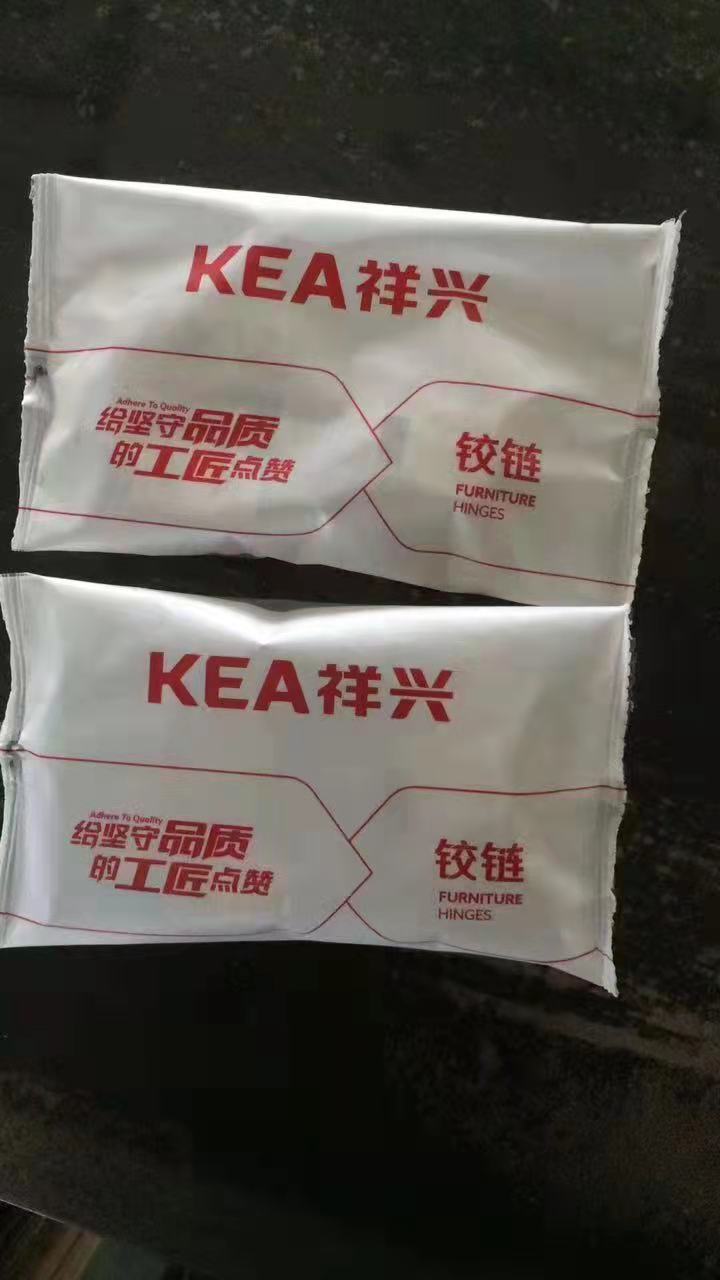 KEA祥兴
Adhere To Quality
给坚守品质
的工匠点赞
铰链
FURNITURE
HINGES
KEA祥兴
Adhere To Quality
给坚守品质
的工匠点赞
铰链
FURNITURE
HINGES